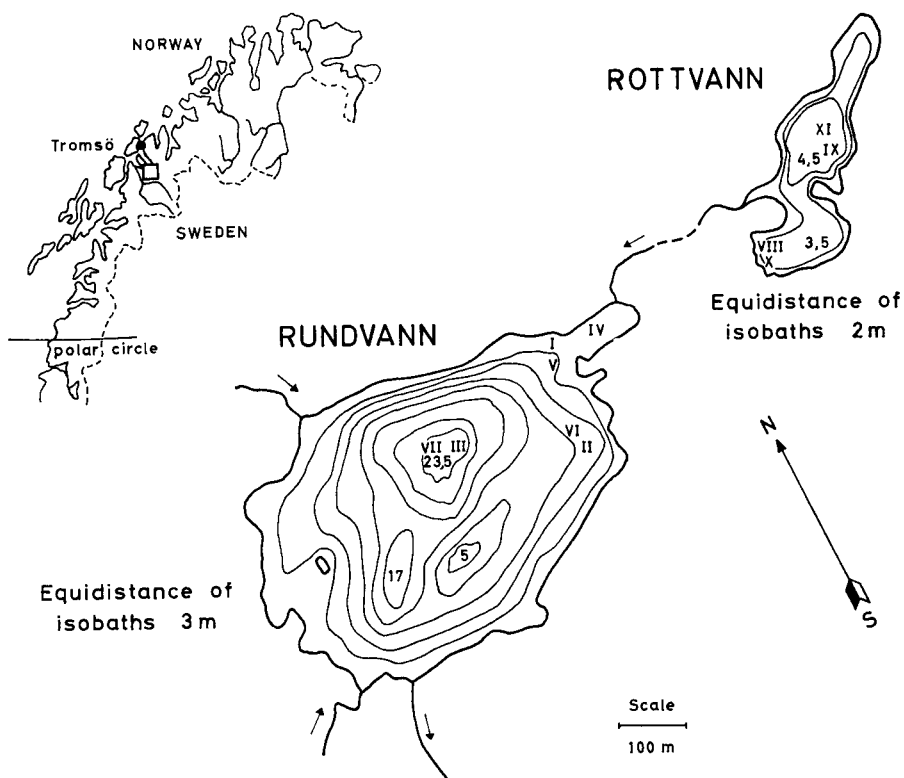 NORWAY
Tromsö
SWEDEN
polar circle
ROTTVANN
XI
IX
4,5
3,5
VIII
X
Equidistance of
isobaths 2m
RUNDVANN
IV
I
V
VI
II
VII III
23,5
5
17
Equidistance of
isobaths 3m
N
S
Scale
100 m